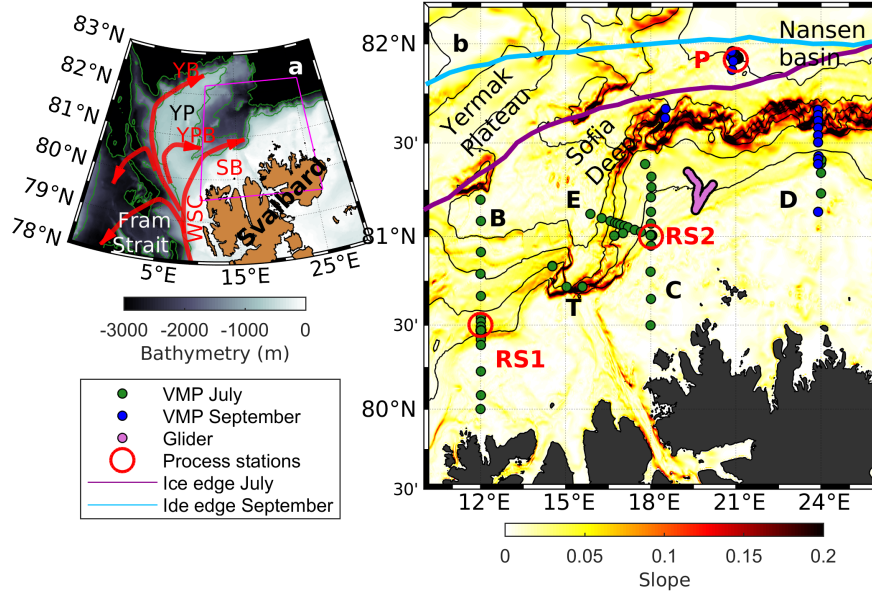 83°N
82°N
81°N
80°N
79°N
78°N
a
YB
YP
YPB
SB
WSC
Svalbard
Fram
Strait
5°E
15°E
25°E
-3000 -2000 -1000 0
Bathymetry (m)
VMP July
VMP September
Glider
Process stations
Ice edge July
Ide edge September
b
82°N
30'
81°N
30'
80°N
30'
Nansen
basin
P
Yermak
Plateau
Sofia
Deep
B
E
D
RS2
T
C
RS1
12°E 15°E 18°E 21°E 24°E
0 0.05 0.1 0.15 0.2
Slope